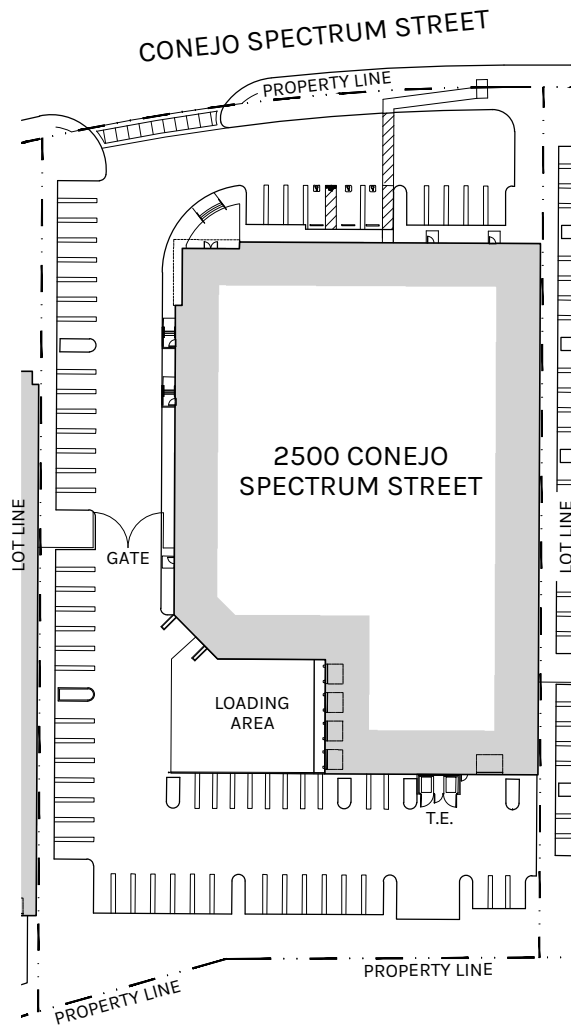 CONEJO SPECTRUM STREET
PROPERTY LINE
2500 CONEJO
SPECTRUM STREET
LOT LINE
GATE
LOT LINE
LOADING
AREA
T.E.
PROPERTY LINE
PROPERTY LINE